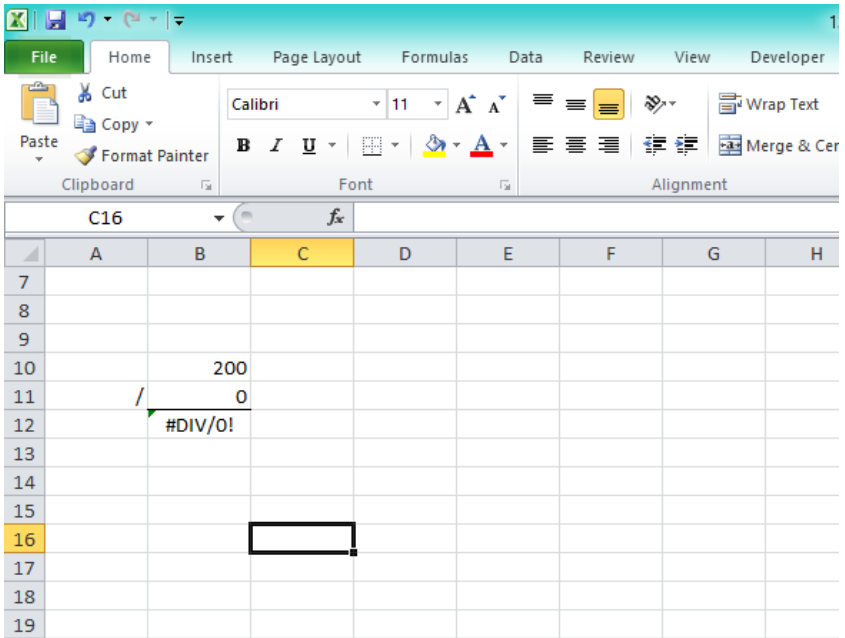 1
File Home Insert Page Layout Formulas Data Review View Developer
Cut
Calibri 11 A A Wrap Text
Copy
Paste
Format Painter B I U A Merge & Cer
Clipboard Font Alignment
C16 fx
A B C D E F G H
7
8
9
10 200
11 / 0
12 #DIV/0!
13
14
15
16
17
18
19